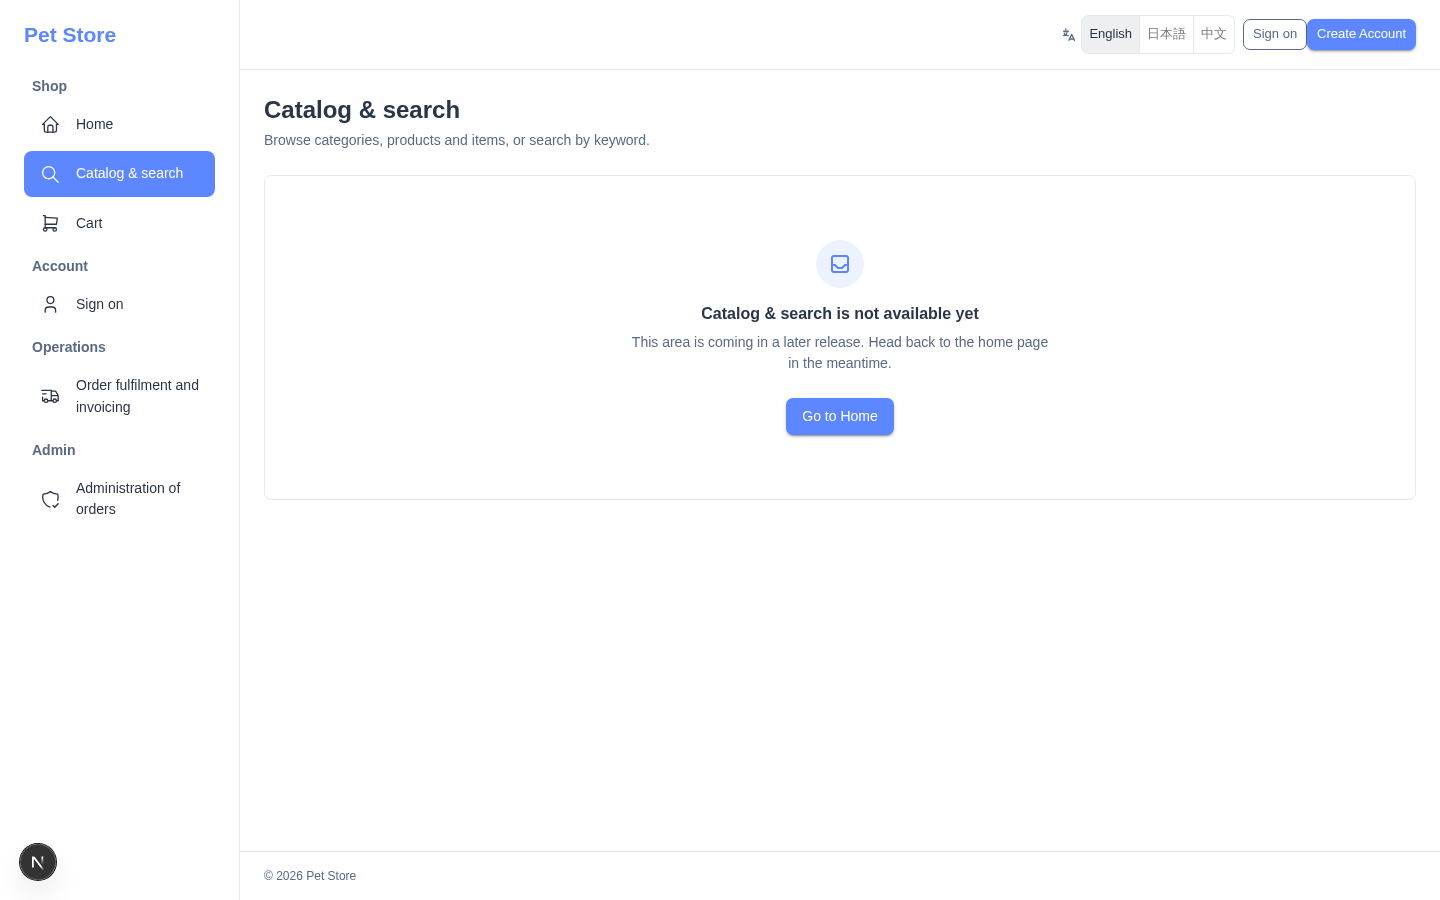 Pet Store
Shop
Home
Catalog & search
Cart
Account
Sign on
Operations
Order fulfilment and
invoicing
Admin
Administration of
orders
English
日本語
中文
Sign on
Create Account
Catalog & search
Browse categories, products and items, or search by keyword.
Catalog & search is not available yet
This area is coming in a later release. Head back to the home page
in the meantime.
Go to Home
© 2026 Pet Store